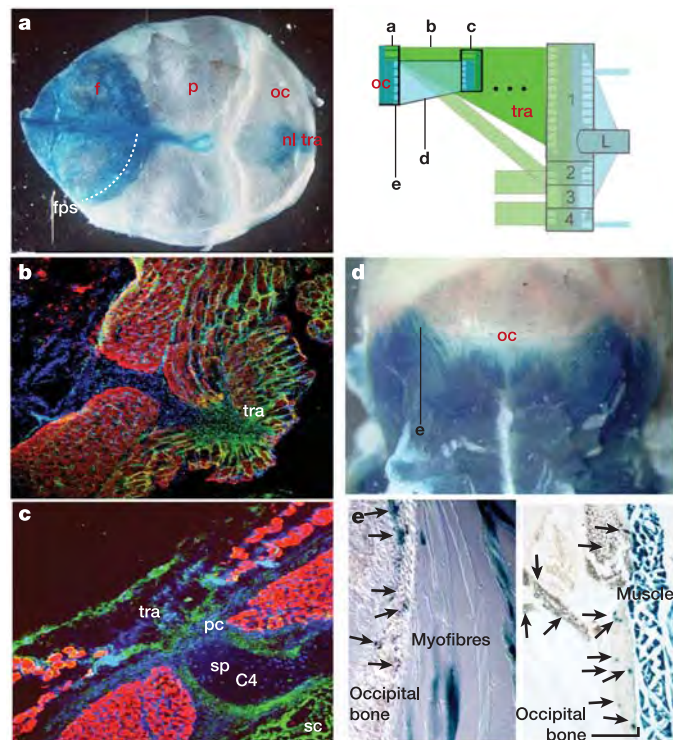 a
f
p
oc
nl tra
fps
a
b
c
oc
tra
1
L
e
d
2
3
4
b
tra
d
oc
e
c
tra
pc
sp
C4
sc
e
Myofibres
Occipital
bone
Muscle
Occipital
bone